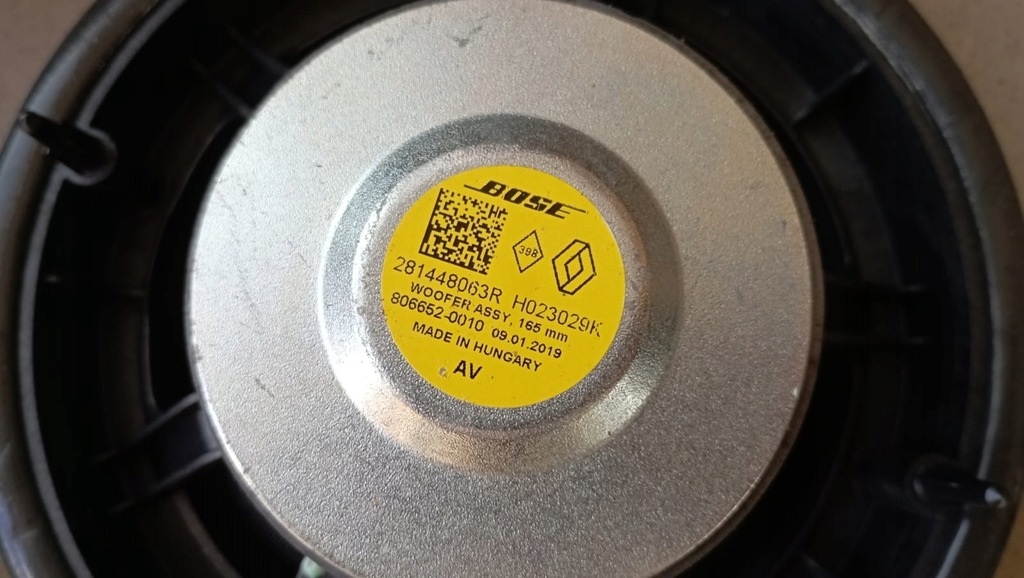 BOSE
398
281448063R H023029K
WOOFER ASSY, 165 mm
806652-0010 09.01.2019
MADE IN HUNGARY
AV